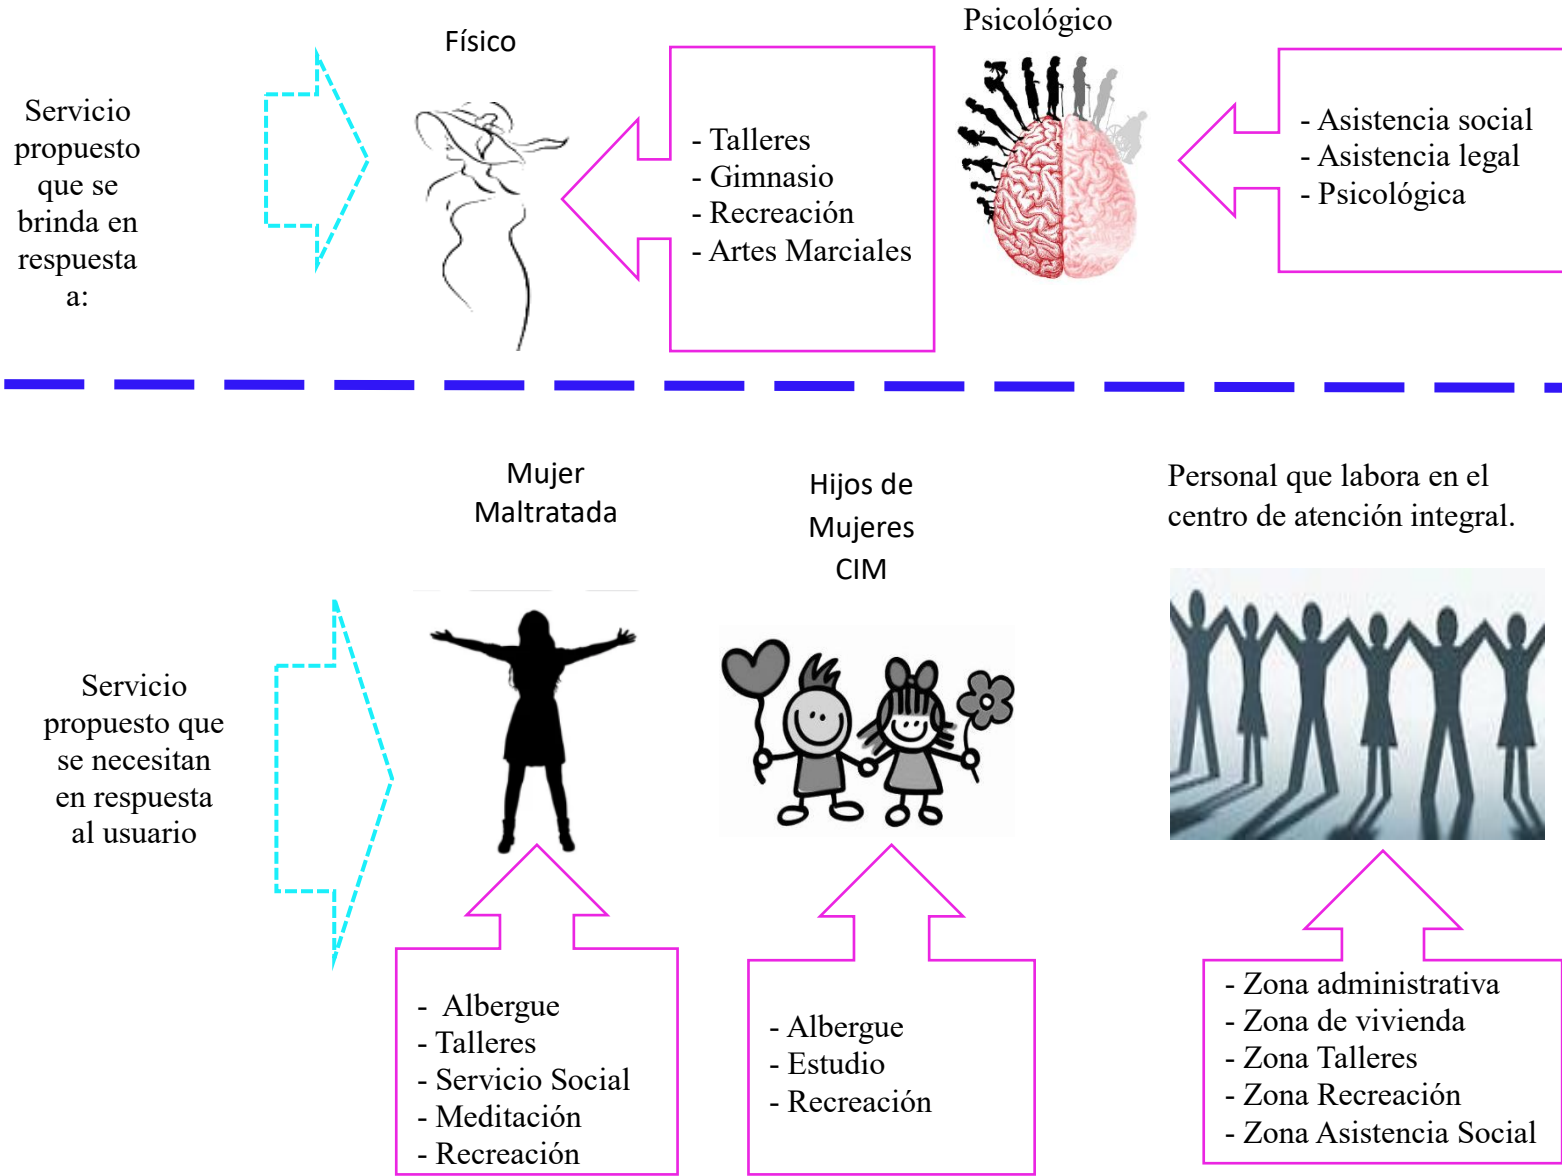 Servicio
propuesto
que se
brinda en
respuesta
a:
Físico
- Talleres
- Gimnasio
- Recreación
- Artes Marciales
Psicológico
- Asistencia social
- Asistencia legal
- Psicológica
Servicio
propuesto que
se necesitan
en respuesta
al usuario
Mujer
Maltratada
- Albergue
- Talleres
- Servicio Social
- Meditación
- Recreación
Hijos de
Mujeres
CIM
- Albergue
- Estudio
- Recreación
Personal que labora en el
centro de atención integral.
- Zona administrativa
- Zona de vivienda
- Zona Talleres
- Zona Recreación
- Zona Asistencia Social